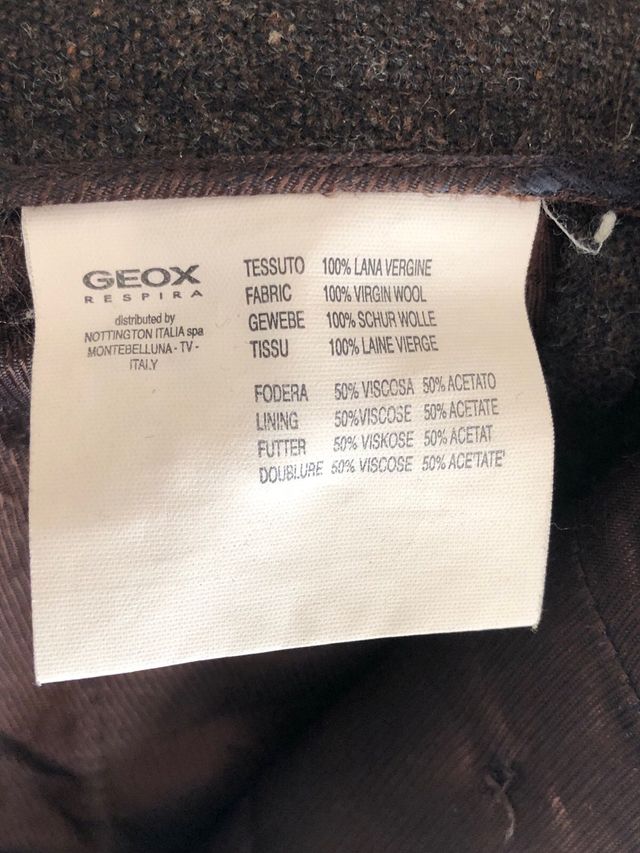 GEOX
RESPIRA
distributed by
NOTTINGTON ITALIA spa
MONTEBELLUNA - TV -
ITALY
TESSUTO 100% LANA VERGINE
FABRIC 100% VIRGIN WOOL
GEWEBE 100% SCHUR WOLLE
TISSU 100% LAINE VIERGE
FODERA 50% VISCOSA 50% ACETATO
LINING 50%VISCOSE 50% ACETATE
FUTTER 50% VISKOSE 50% ACETAT
DOUBLURE 50% VISCOSE 50% ACETATE'